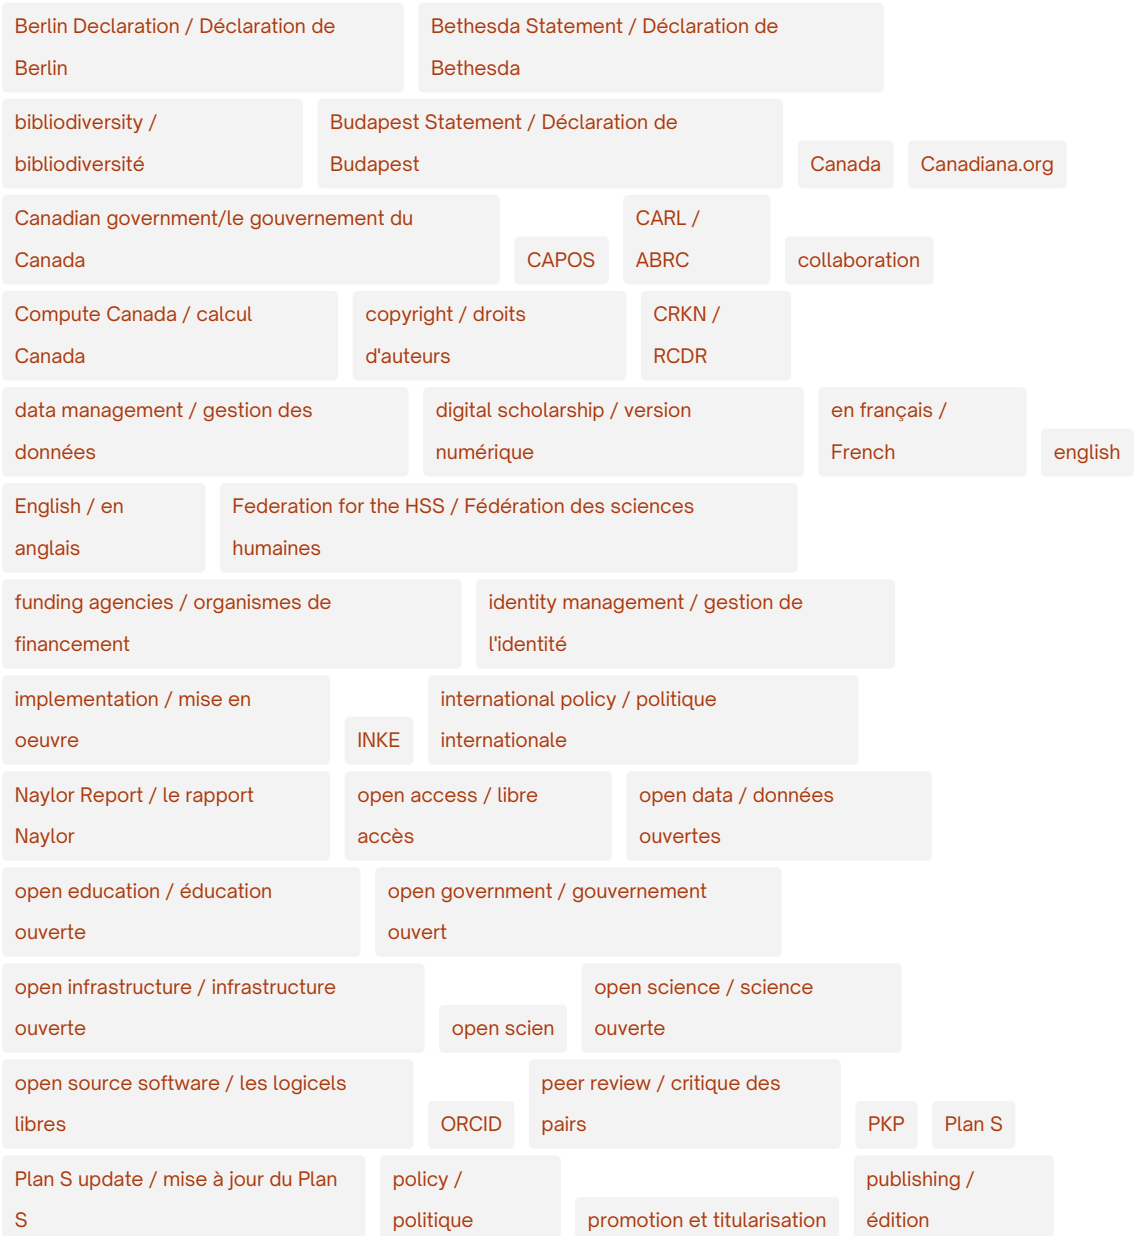 Berlin Declaration / Déclaration de
Berlin
Bethesda Statement / Déclaration de
Bethesda
bibliodiversity /
bibliodiversité
Budapest Statement / Déclaration de
Budapest
Canada
Canadiana.org
Canadian government/le gouvernement du
Canada
CAPOS
CARL /
ABRC
collaboration
Compute Canada / calcul
Canada
copyright / droits
d'auteurs
CRKN /
RCDR
data management / gestion des
données
digital scholarship / version
numérique
en français /
French
english
English / en
anglais
Federation for the HSS / Fédération des sciences
humaines
funding agencies / organismes de
financement
identity management / gestion de
l'identité
implementation / mise en
oeuvre
INKE
international policy / politique
internationale
Naylor Report / le rapport
Naylor
open access / libre
accès
open data / données
ouvertes
open education / éducation
ouverte
open government / gouvernement
ouvert
open infrastructure / infrastructure
ouverte
open scien
open science / science
ouverte
open source software / les logicels
libres
ORCID
peer review / critique des
pairs
PKP
Plan S
Plan S update / mise à jour du Plan
S
policy /
politique
promotion et titularisation
publishing /
édition